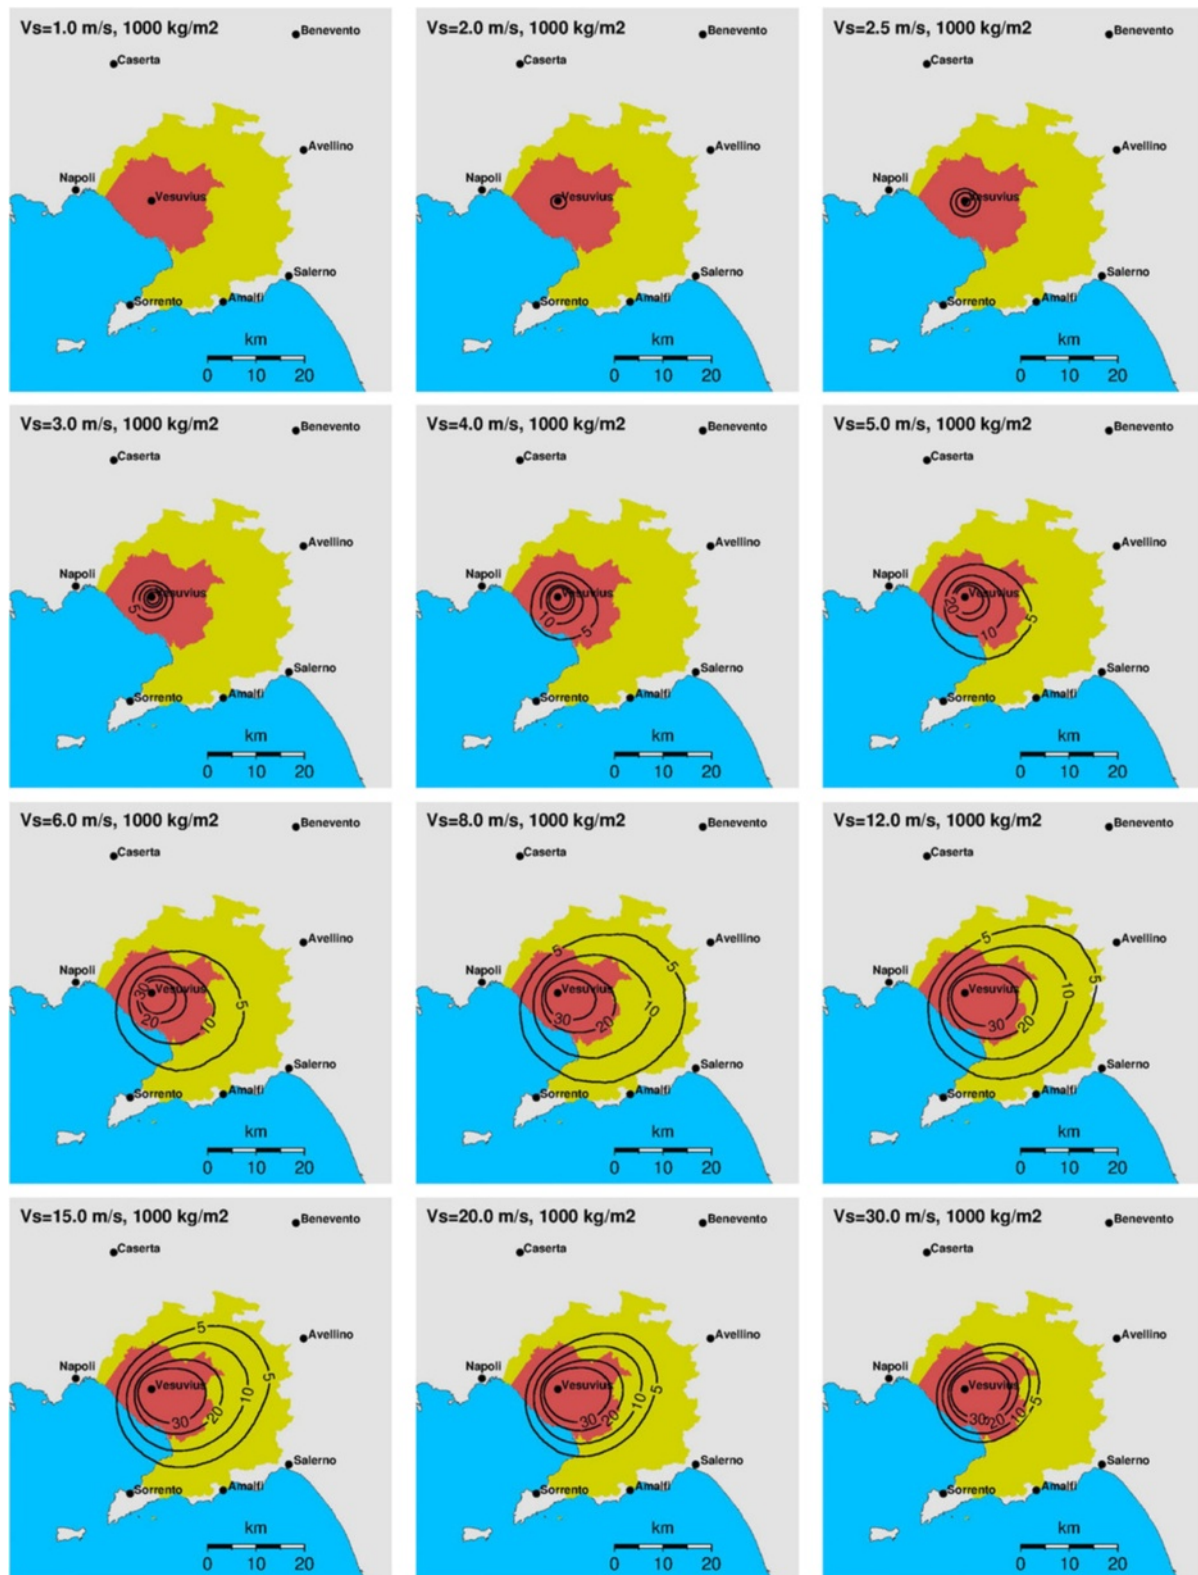 Vs=1.0 m/s, 1000 kg/m2
Benevento
Caserta
Avellino
Napoli
Vesuvius
Salerno
Sorrento
Amalfi
km
0 10 20
Vs=2.0 m/s, 1000 kg/m2
Benevento
Caserta
Avellino
Napoli
Vesuvius
Salerno
Sorrento
Amalfi
km
0 10 20
Vs=2.5 m/s, 1000 kg/m2
Benevento
Caserta
Avellino
Napoli
Vesuvius
Salerno
Sorrento
Amalfi
km
0 10 20
Vs=3.0 m/s, 1000 kg/m2
Benevento
Caserta
Avellino
Napoli
Vesuvius
5
Salerno
Sorrento
Amalfi
km
0 10 20
Vs=4.0 m/s, 1000 kg/m2
Benevento
Caserta
Avellino
Napoli
Vesuvius
10
5
Salerno
Sorrento
Amalfi
km
0 10 20
Vs=5.0 m/s, 1000 kg/m2
Benevento
Caserta
Avellino
Napoli
Vesuvius
20
5
10
Salerno
Sorrento
Amalfi
km
0 10 20
Vs=6.0 m/s, 1000 kg/m2
Benevento
Caserta
Avellino
Napoli
30
Vesuvius
5
20
10
Salerno
Sorrento
Amalfi
km
0 10 20
Vs=8.0 m/s, 1000 kg/m2
Benevento
Caserta
Avellino
5
5
Napoli
Vesuvius
10
30
20
Salerno
Sorrento
Amalfi
km
0 10 20
Vs=12.0 m/s, 1000 kg/m2
Benevento
Caserta
5
Avellino
Napoli
5
10
Vesuvius
30
20
Salerno
Sorrento
Amalfi
km
0 10 20
Vs=15.0 m/s, 1000 kg/m2
Benevento
Caserta
5
Avellino
Napoli
5
Vesuvius
10
20
30
Salerno
Sorrento
Amalfi
km
0 10 20
Vs=20.0 m/s, 1000 kg/m2
Benevento
Caserta
Avellino
Napoli
Vesuvius
5
10
20
30
Salerno
Sorrento
Amalfi
km
0 10 20
Vs=30.0 m/s, 1000 kg/m2
Benevento
Caserta
Avellino
Napoli
Vesuvius
5
10
20
30
Salerno
Sorrento
Amalfi
km
0 10 20